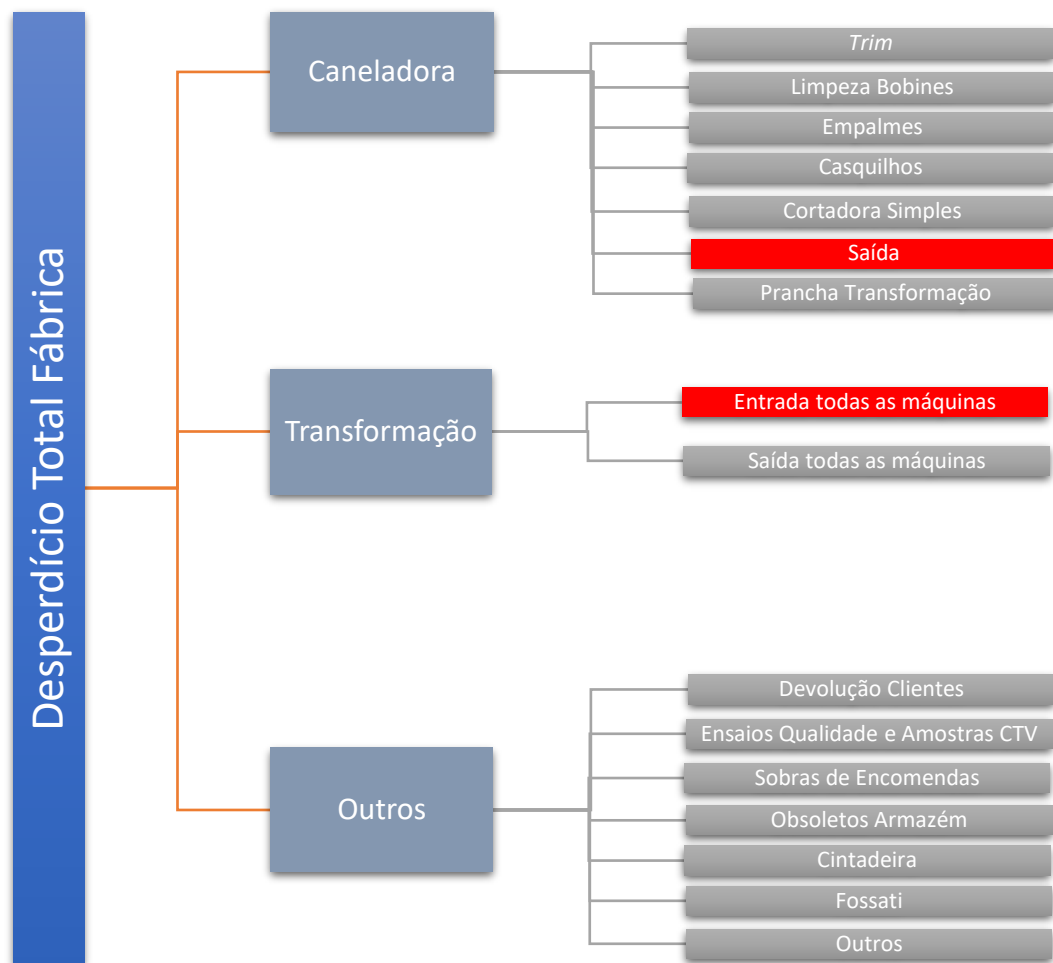 Desperdício Total Fábrica
Caneladora
Trim
Limpeza Bobines
Empalmes
Casquilhos
Cortadora Simples
Saída
Prancha Transformação
Transformação
Entrada todas as máquinas
Saída todas as máquinas
Outros
Devolução Clientes
Ensaios Qualidade e Amostras CTV
Sobras de Encomendas
Obsoletos Armazém
Cintadeira
Fossati
Outros